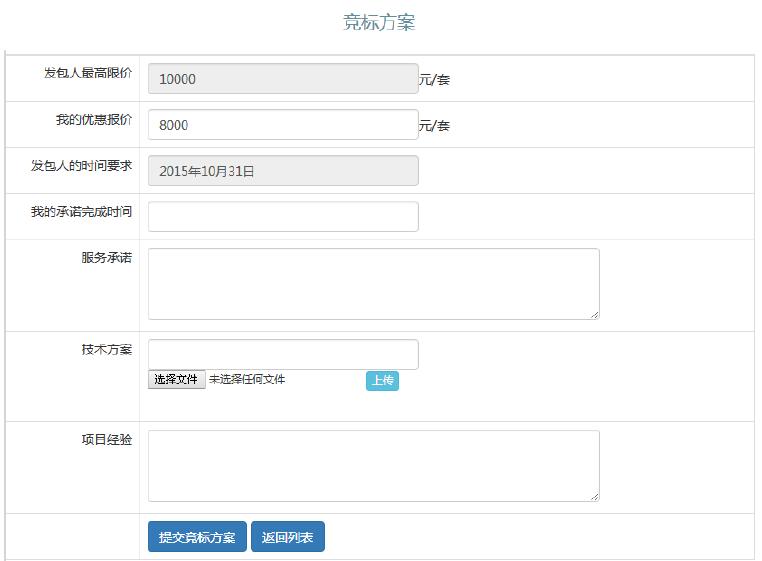 竞标方案
发包人最高限价 10000 元/套
我的优惠报价 8000 元/套
发包人的时间要求 2015年10月31日
我的承诺完成时间
服务承诺
技术方案
选择文件 未选择任何文件 上传
项目经验
提交竞标方案 返回列表